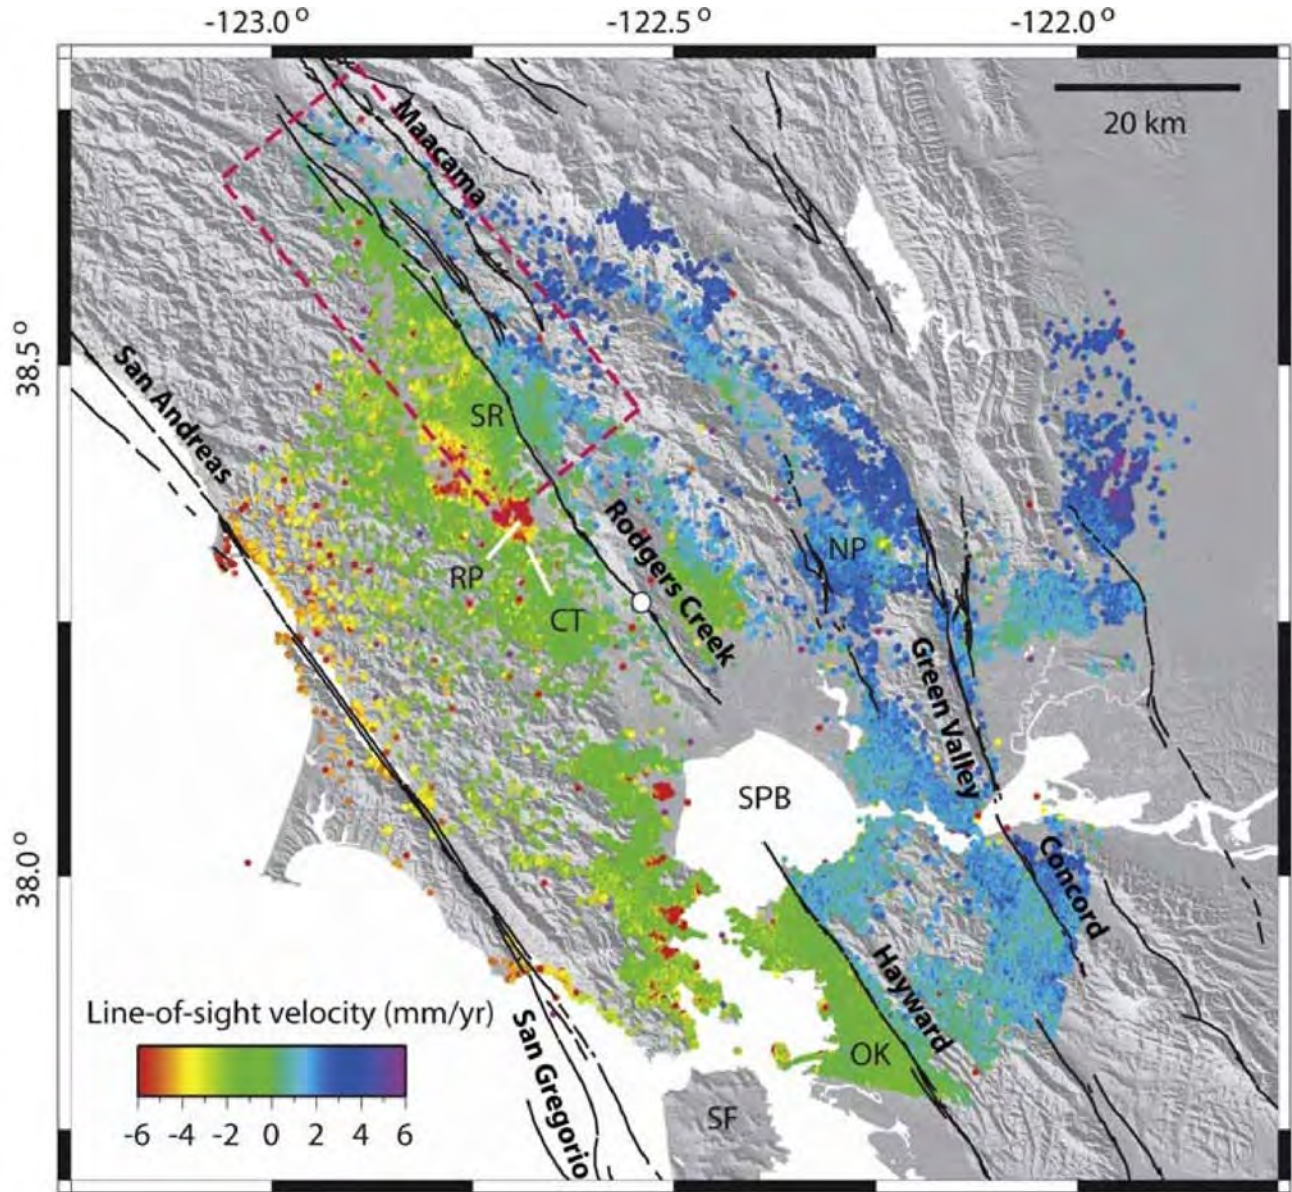 -123.0 °
-122.5 °
-122.0 °
20 km
Maacama
38.5 °
San Andreas
SR
Rodgers Creek
NP
RP
CT
Green Valley
SPB
38.0 °
Concord
Hayward
Line-of-sight velocity (mm/yr)
-6 -4 -2 0 2 4 6
San Gregorio
OK
SF